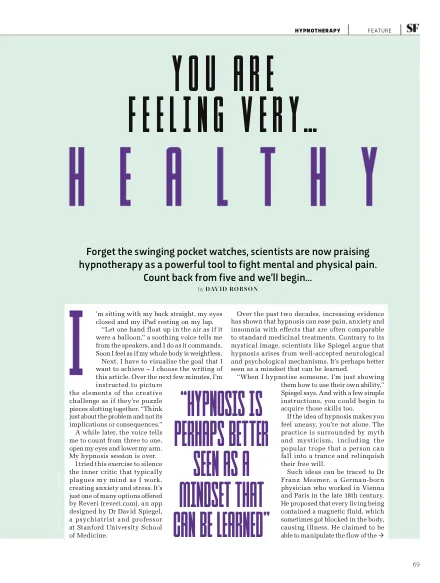 HYPNOTHERAPY FEATURE SF
YOU ARE
FEELING VERY...
HEALTHY
Forget the swinging pocket watches, scientists are now praising
hypnotherapy as a powerful tool to fight mental and physical pain.
Count back from five and we'll begin...
by DAVID ROBSON
I'm sitting with my back straight, my eyes
closed and my iPad resting on my lap.
"Let one hand float up in the air as if it
were a balloon," a soothing voice tells me
from the speakers, and I do as it commands.
Soon I feel as if my whole body is weightless.
Next, I have to visualise the goal that I
want to achieve – I choose the writing of
this article. Over the next few minutes, I'm
instructed to picture
the elements of the creative
challenge as if they're puzzle
pieces slotting together. "Think
just about the problem and not its
implications or consequences."
A while later, the voice tells
me to count from three to one,
open my eyes and lower my arm.
My hypnosis session is over.
I tried this exercise to silence
the inner critic that typically
plagues my mind as I work,
creating anxiety and stress. It's
just one of many options offered
by Reveri (reveri.com), an app
designed by Dr David Spiegel,
a psychiatrist and professor
at Stanford University School
of Medicine.
"HYPNOSIS IS
PERHAPS BETTER
SEEN AS A
MINDSET THAT
CAN BE LEARNED"
Over the past two decades, increasing evidence
has shown that hypnosis can ease pain, anxiety and
insomnia with effects that are often comparable
to standard medicinal treatments. Contrary to its
mystical image, scientists like Spiegel argue that
hypnosis arises from well-accepted neurological
and psychological mechanisms. It's perhaps better
seen as a mindset that can be learned.
"When I hypnotise someone, I'm just showing
them how to use their own ability,"
Spiegel says. And with a few simple
instructions, you could begin to
acquire those skills too.
If the idea of hypnosis makes you
feel uneasy, you're not alone. The
practice is surrounded by myth
and mysticism, including the
popular trope that a person can
fall into a trance and relinquish
their free will.
Such ideas can be traced to Dr
Franz Mesmer, a German-born
physician who worked in Vienna
and Paris in the late 18th century.
He proposed that every living being
contained a magnetic fluid, which
sometimes got blocked in the body,
causing illness. He claimed to be
able to manipulate the flow of the →
69